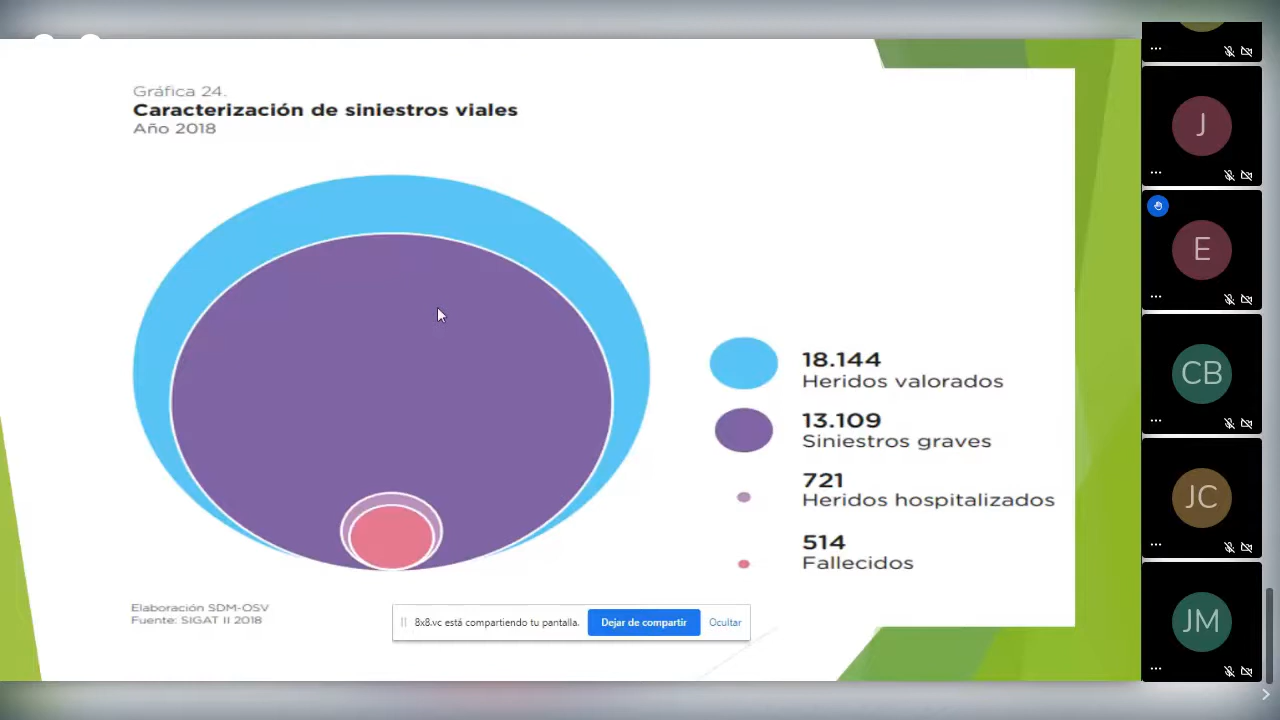 Gráfica 24.
Caracterización de siniestros viales
Año 2018
18.144
Heridos valorados
13.109
Siniestros graves
721
Heridos hospitalizados
514
Fallecidos
Elaboración SDM-OSV
Fuente: SIGAT II 2018
8x8.vc está compartiendo tu pantalla.
Dejar de compartir
Ocultar
J
E
CB
JC
JM